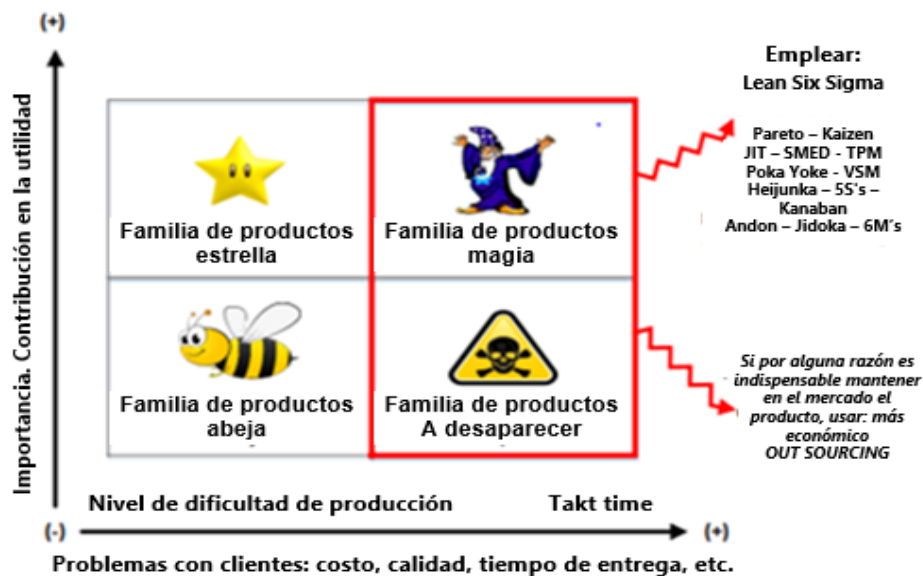 (+)
Importancia. Contribución en la utilidad
Familia de productos
estrella
Familia de productos
magia
Familia de productos
abeja
Familia de productos
A desaparecer
Emplear:
Lean Six Sigma
Pareto – Kaizen
JIT – SMED - TPM
Poka Yoke - VSM
Heijunka – 5S's –
Kanaban
Andon – Jidoka – 6M´s
Si por alguna razón es
indispensable mantener
en el mercado el
producto, usar: más
económico
OUT SOURCING
Nivel de dificultad de producción
Takt time
(-)
(+)
Problemas con clientes: costo, calidad, tiempo de entrega, etc.